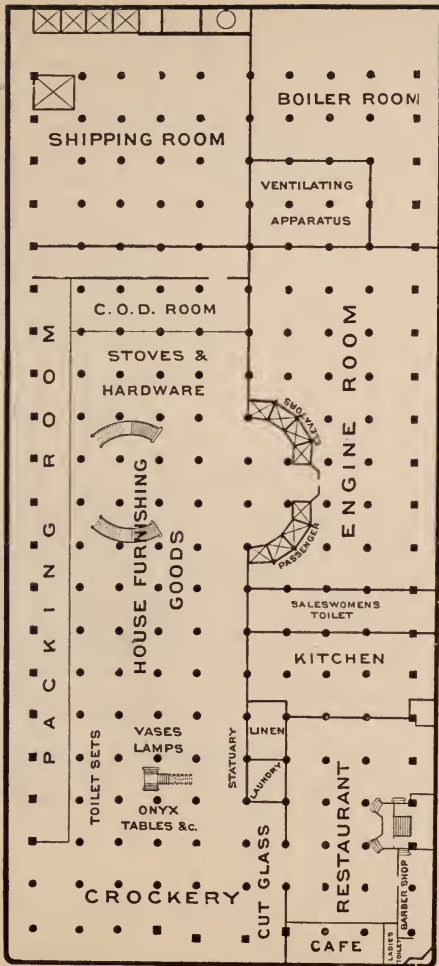 SHIPPING ROOM
BOILER ROOM
VENTILATING
APPARATUS
C.O.D. ROOM
STOVES &
HARDWARE
PACKING ROOM
HOUSE FURNISHING
GOODS
ELEVATORS
PASSENGER
ENGINE ROOM
SALESWOMENS
TOILET
KITCHEN
TOILET SETS
VASES
LAMPS
ONYX
TABLES &c.
STATUARY
LINEN
LAUNDRY
CUT GLASS
RESTAURANT
BARBER SHOP
CROCKERY
CAFE
LADIES
TOILET